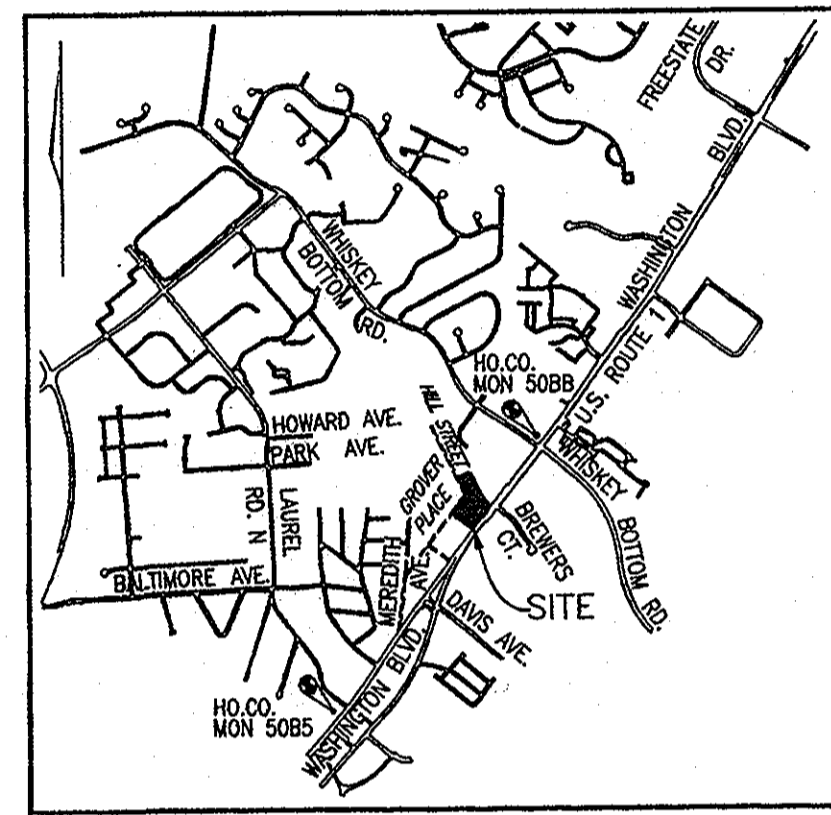 FREESTATE
DR.
WASHINGTON
BLVD.
U.S. ROUTE 1
WHISKEY
BOTTOM
RD.
HO.CO.
MON 50BB
HOWARD AVE.
PARK AVE.
HILL STREET
GROVER
PLACE
WHISKEY
BOTTOM RD.
BREWERS
CT.
LAUREL
RD. N
BALTIMORE AVE.
MEREDITH
AVE.
SITE
DAVIS AVE.
HO.CO.
MON 50B5
WASHINGTON BLVD.